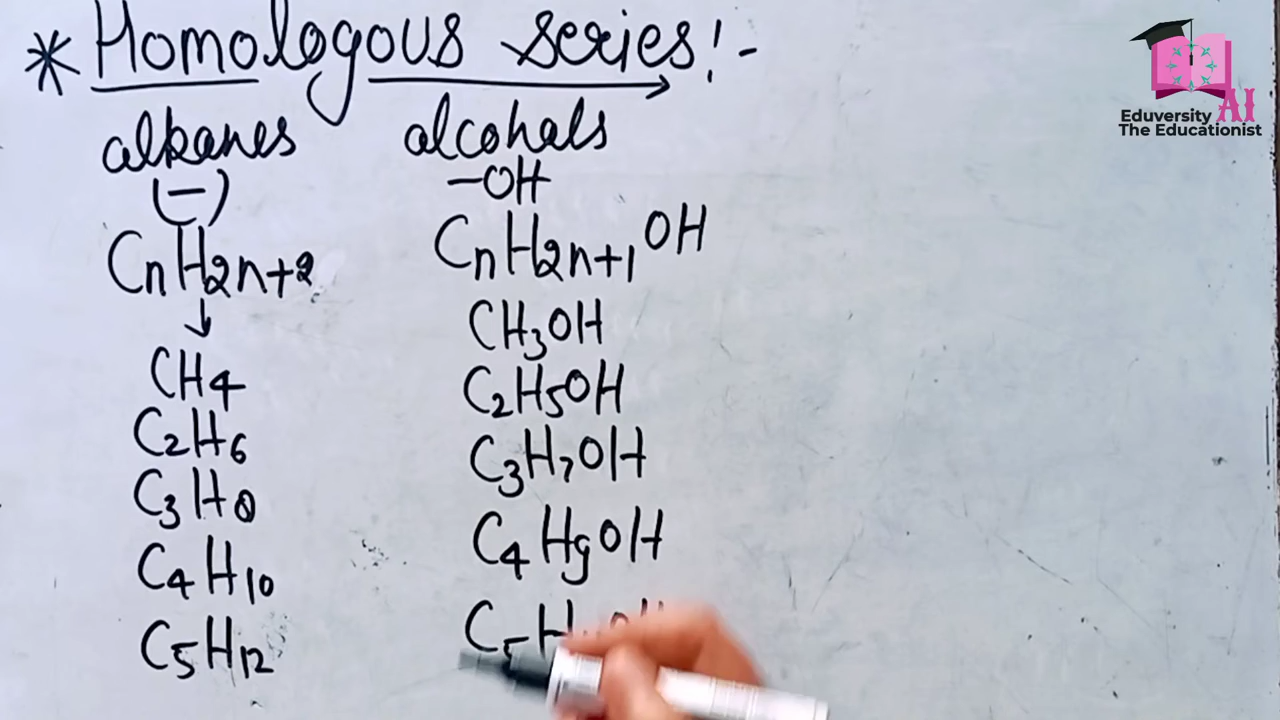 * Homologous series!-
alkanes
(-)
CnH2n+2
↓
CH4
C2H6
C3H8
C4H10
C5H12
alcohals
-OH
CnH2n+1OH
CH3OH
C2H5OH
C3H7OH
C4H9OH
C5H
Eduversity AI
The Educationist